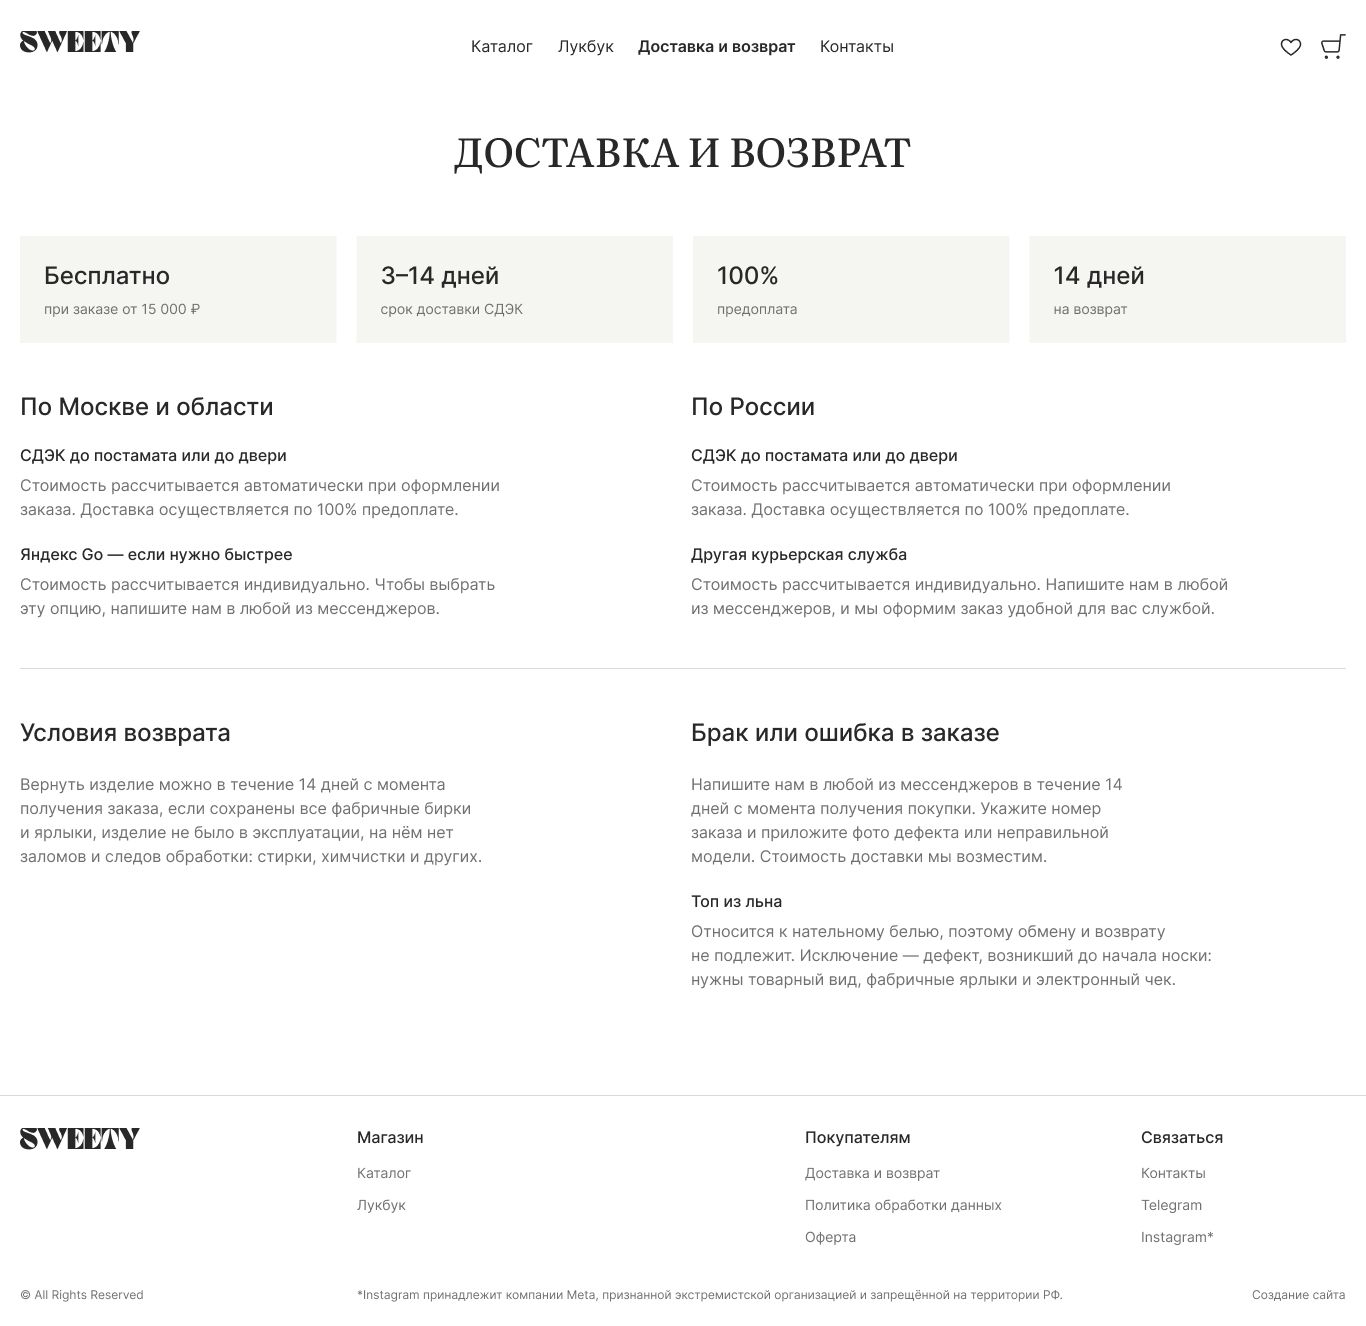 SWEETY
Каталог Лукбук Доставка и возврат Контакты
ДОСТАВКА И ВОЗВРАТ
Бесплатно
при заказе от 15 000 ₽
3–14 дней
срок доставки СДЭК
100%
предоплата
14 дней
на возврат
По Москве и области
СДЭК до постамата или до двери
Стоимость рассчитывается автоматически при оформлении
заказа. Доставка осуществляется по 100% предоплате.
Яндекс Go — если нужно быстрее
Стоимость рассчитывается индивидуально. Чтобы выбрать
эту опцию, напишите нам в любой из мессенджеров.
По России
СДЭК до постамата или до двери
Стоимость рассчитывается автоматически при оформлении
заказа. Доставка осуществляется по 100% предоплате.
Другая курьерская служба
Стоимость рассчитывается индивидуально. Напишите нам в любой
из мессенджеров, и мы оформим заказ удобной для вас службой.
Условия возврата
Вернуть изделие можно в течение 14 дней с момента
получения заказа, если сохранены все фабричные бирки
и ярлыки, изделие не было в эксплуатации, на нём нет
заломов и следов обработки: стирки, химчистки и других.
Брак или ошибка в заказе
Напишите нам в любой из мессенджеров в течение 14
дней с момента получения покупки. Укажите номер
заказа и приложите фото дефекта или неправильной
модели. Стоимость доставки мы возместим.
Топ из льна
Относится к нательному белью, поэтому обмену и возврату
не подлежит. Исключение — дефект, возникший до начала носки:
нужны товарный вид, фабричные ярлыки и электронный чек.
SWEETY
Магазин
Каталог
Лукбук
Покупателям
Доставка и возврат
Политика обработки данных
Оферта
Связаться
Контакты
Telegram
Instagram*
© All Rights Reserved
*Instagram принадлежит компании Meta, признанной экстремистской организацией и запрещённой на территории РФ.
Создание сайта